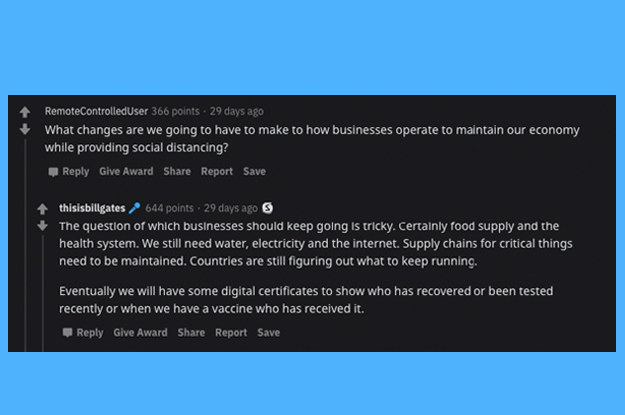 RemoteControlledUser 366 points · 29 days ago
What changes are we going to have to make to how businesses operate to maintain our economy
while providing social distancing?
Reply Give Award Share Report Save
thisisbillgates 644 points · 29 days ago S
The question of which businesses should keep going is tricky. Certainly food supply and the
health system. We still need water, electricity and the internet. Supply chains for critical things
need to be maintained. Countries are still figuring out what to keep running.
Eventually we will have some digital certificates to show who has recovered or been tested
recently or when we have a vaccine who has received it.
Reply Give Award Share Report Save